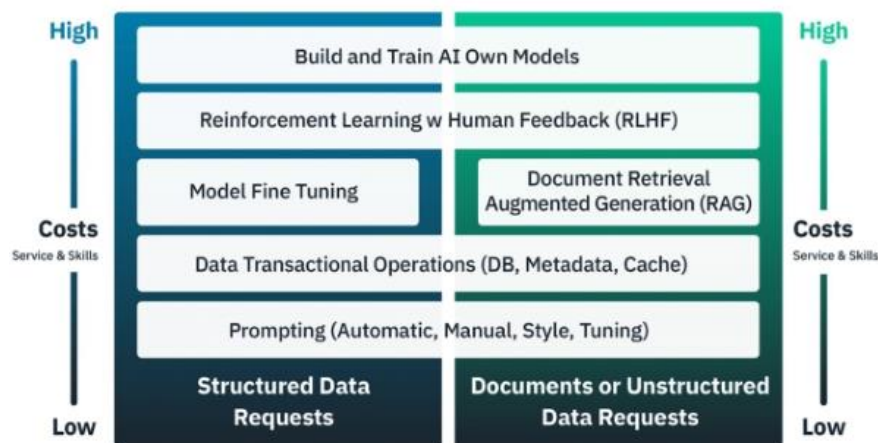 High
High
Build and Train AI Own Models
Reinforcement Learning w Human Feedback (RLHF)
Model Fine Tuning
Document Retrieval
Augmented Generation (RAG)
Costs
Service & Skills
Costs
Service & Skills
Data Transactional Operations (DB, Metadata, Cache)
Prompting (Automatic, Manual, Style, Tuning)
Structured Data
Requests
Documents or Unstructured
Data Requests
Low
Low